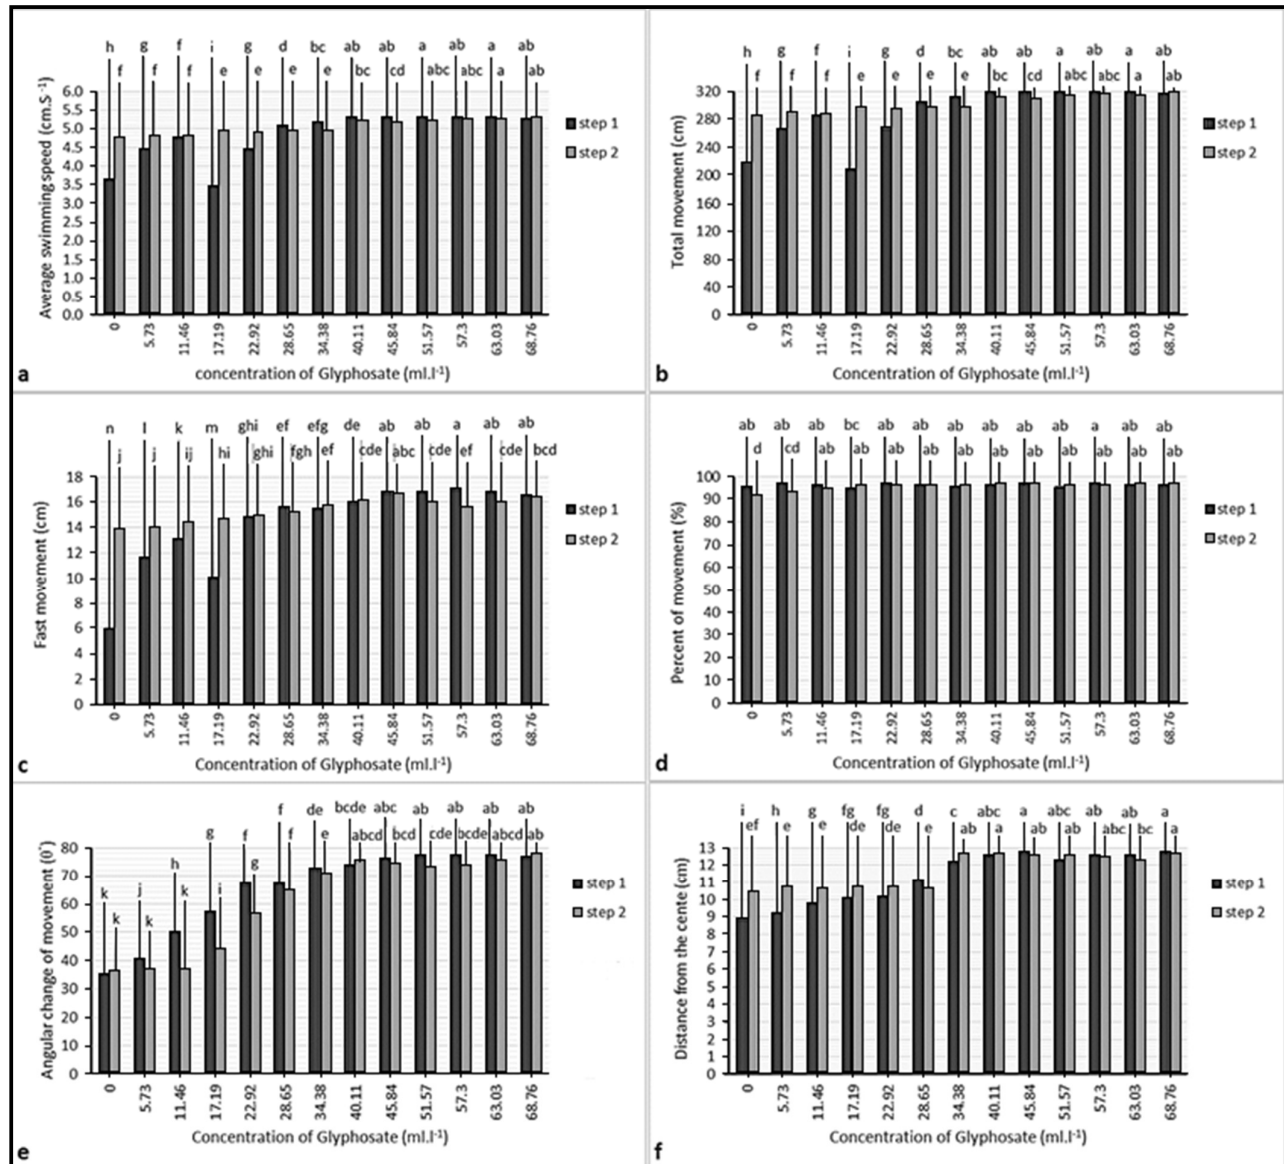 h g f i g d bc ab ab a ab a ab
f f f e e e e bc cd abc abc a ab
6.0
5.5
5.0
4.5
4.0
3.5
3.0
2.5
2.0
1.5
1.0
0.5
0.0
Average swimming speed (cm.S⁻¹)
step 1
step 2
0 5.73 11.46 17.19 22.92 28.65 34.38 40.11 45.84 51.57 57.3 63.03 68.76
concentration of Glyphosate (ml.l⁻¹)
a
h g f i g d bc ab ab a ab a ab
f f f e e e e bc cd abc abc a ab
320
280
240
200
160
120
80
40
0
Total movement (cm)
step 1
step 2
0 5.73 11.46 17.19 22.92 28.65 34.38 40.11 45.84 51.57 57.3 63.03 68.76
Concentration of Glyphosate (ml.l⁻¹)
b
n l k m ghi ef efg de ab ab a ab ab
j j ij hi ghi fgh ef cde abc cde ef cde bcd
18
16
14
12
10
8
6
4
2
0
Fast movement (cm)
step 1
step 2
0 5.73 11.46 17.19 22.92 28.65 34.38 40.11 45.84 51.57 57.3 63.03 68.76
Concentration of Glyphosate (ml.l⁻¹)
c
ab ab ab bc ab ab ab ab ab ab a ab ab
d cd ab ab ab ab ab ab ab ab ab ab ab
100
90
80
70
60
50
40
30
20
10
0
Percent of movement (%)
step 1
step 2
0 5.73 11.46 17.19 22.92 28.65 34.38 40.11 45.84 51.57 57.3 63.03 68.76
Concentration of Glyphosate (ml.l⁻¹)
d
k j h g f f de bcde abc ab ab ab ab
k k k i g f e abcd bcd cde bcde abcd ab
80
70
60
50
40
30
20
10
0
Angular change of movement (θ°)
step 1
step 2
0 5.73 11.46 17.19 22.92 28.65 34.38 40.11 45.84 51.57 57.3 63.03 68.76
Concentration of Glyphosate (ml.l⁻¹)
e
i h g fg fg d c abc a abc ab ab a
ef e e de de e ab a ab ab abc bc a
13
12
11
10
9
8
7
6
5
4
3
2
1
0
Distance from the cente (cm)
step 1
step 2
0 5.73 11.46 17.19 22.92 28.65 34.38 40.11 45.84 51.57 57.3 63.03 68.76
Concentration of Glyphosate (ml.l⁻¹)
f